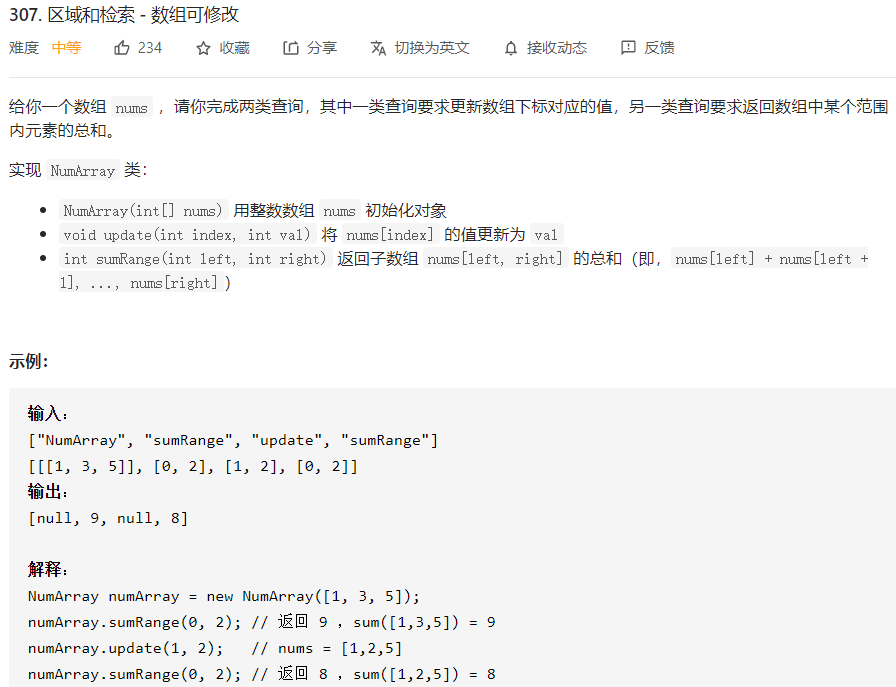 307. 区域和检索 - 数组可修改
难度 中等 234 收藏 分享 切换为英文 接收动态 反馈
给你一个数组 nums ，请你完成两类查询，其中一类查询要求更新数组下标对应的值，另一类查询要求返回数组中某个范围
内元素的总和。
实现 NumArray 类：
NumArray(int[] nums) 用整数数组 nums 初始化对象
void update(int index, int val) 将 nums[index] 的值更新为 val
int sumRange(int left, int right) 返回子数组 nums[left, right] 的总和（即，nums[left] + nums[left +
1], ..., nums[right]）
示例：
输入：
["NumArray", "sumRange", "update", "sumRange"]
[[[1, 3, 5]], [0, 2], [1, 2], [0, 2]]
输出：
[null, 9, null, 8]
解释：
NumArray numArray = new NumArray([1, 3, 5]);
numArray.sumRange(0, 2); // 返回 9 ，sum([1,3,5]) = 9
numArray.update(1, 2);   // nums = [1,2,5]
numArray.sumRange(0, 2); // 返回 8 ，sum([1,2,5]) = 8